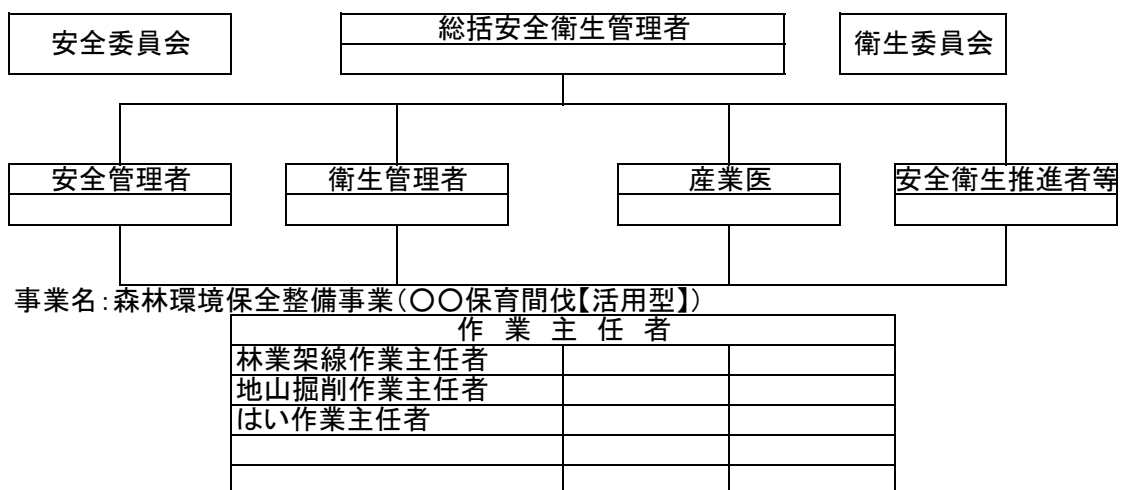 安全委員会
総括安全衛生管理者
衛生委員会
安全管理者
衛生管理者
産業医
安全衛生推進者等
事業名:森林環境保全整備事業(〇〇保育間伐【活用型】)
作 業 主 任 者
林業架線作業主任者
地山掘削作業主任者
はい作業主任者